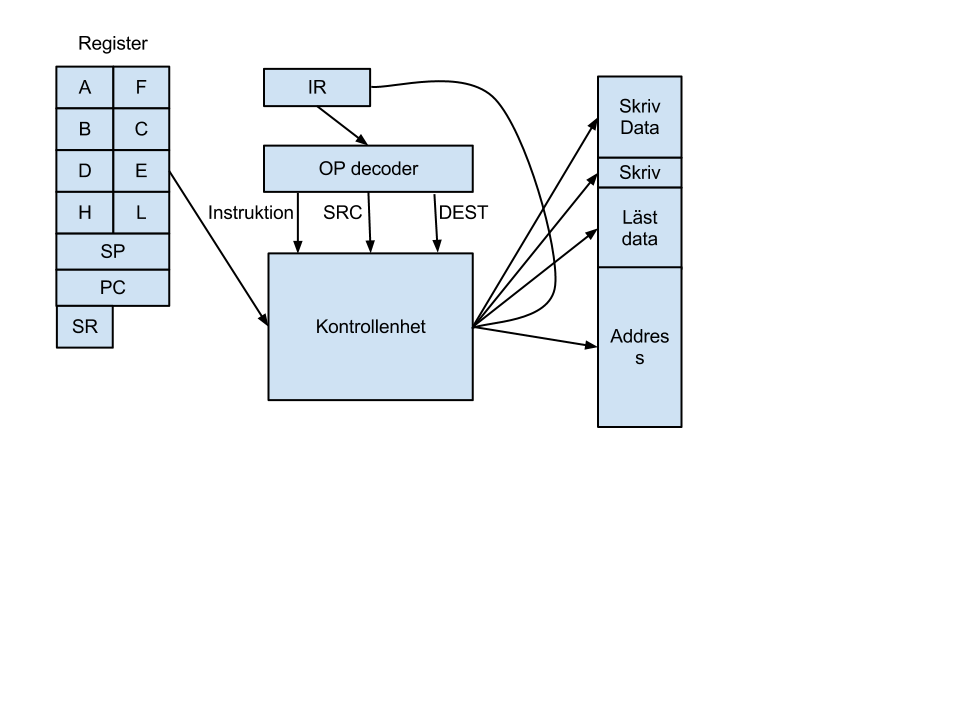 Register
A F
B C
D E
H L
SP
PC
SR
IR
OP decoder
Instruktion SRC DEST
Kontrollenhet
Skriv
Data
Skriv
Läst
data
Addres
s